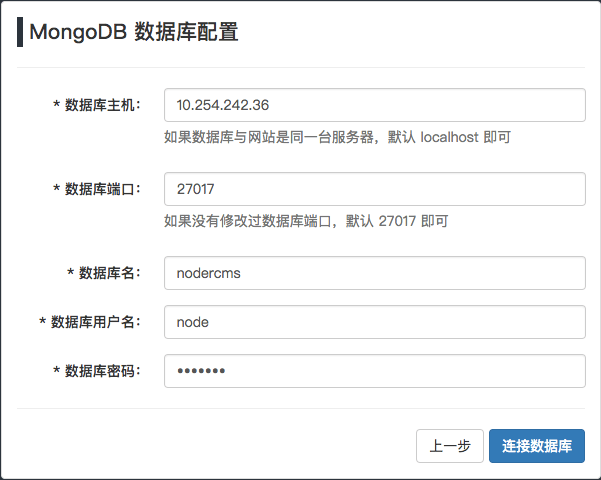 MongoDB 数据库配置
* 数据库主机： 10.254.242.36
如果数据库与网站是同一台服务器，默认 localhost 即可
* 数据库端口： 27017
如果没有修改过数据库端口，默认 27017 即可
* 数据库名： nodercms
* 数据库用户名： node
* 数据库密码： •••••••
上一步 连接数据库